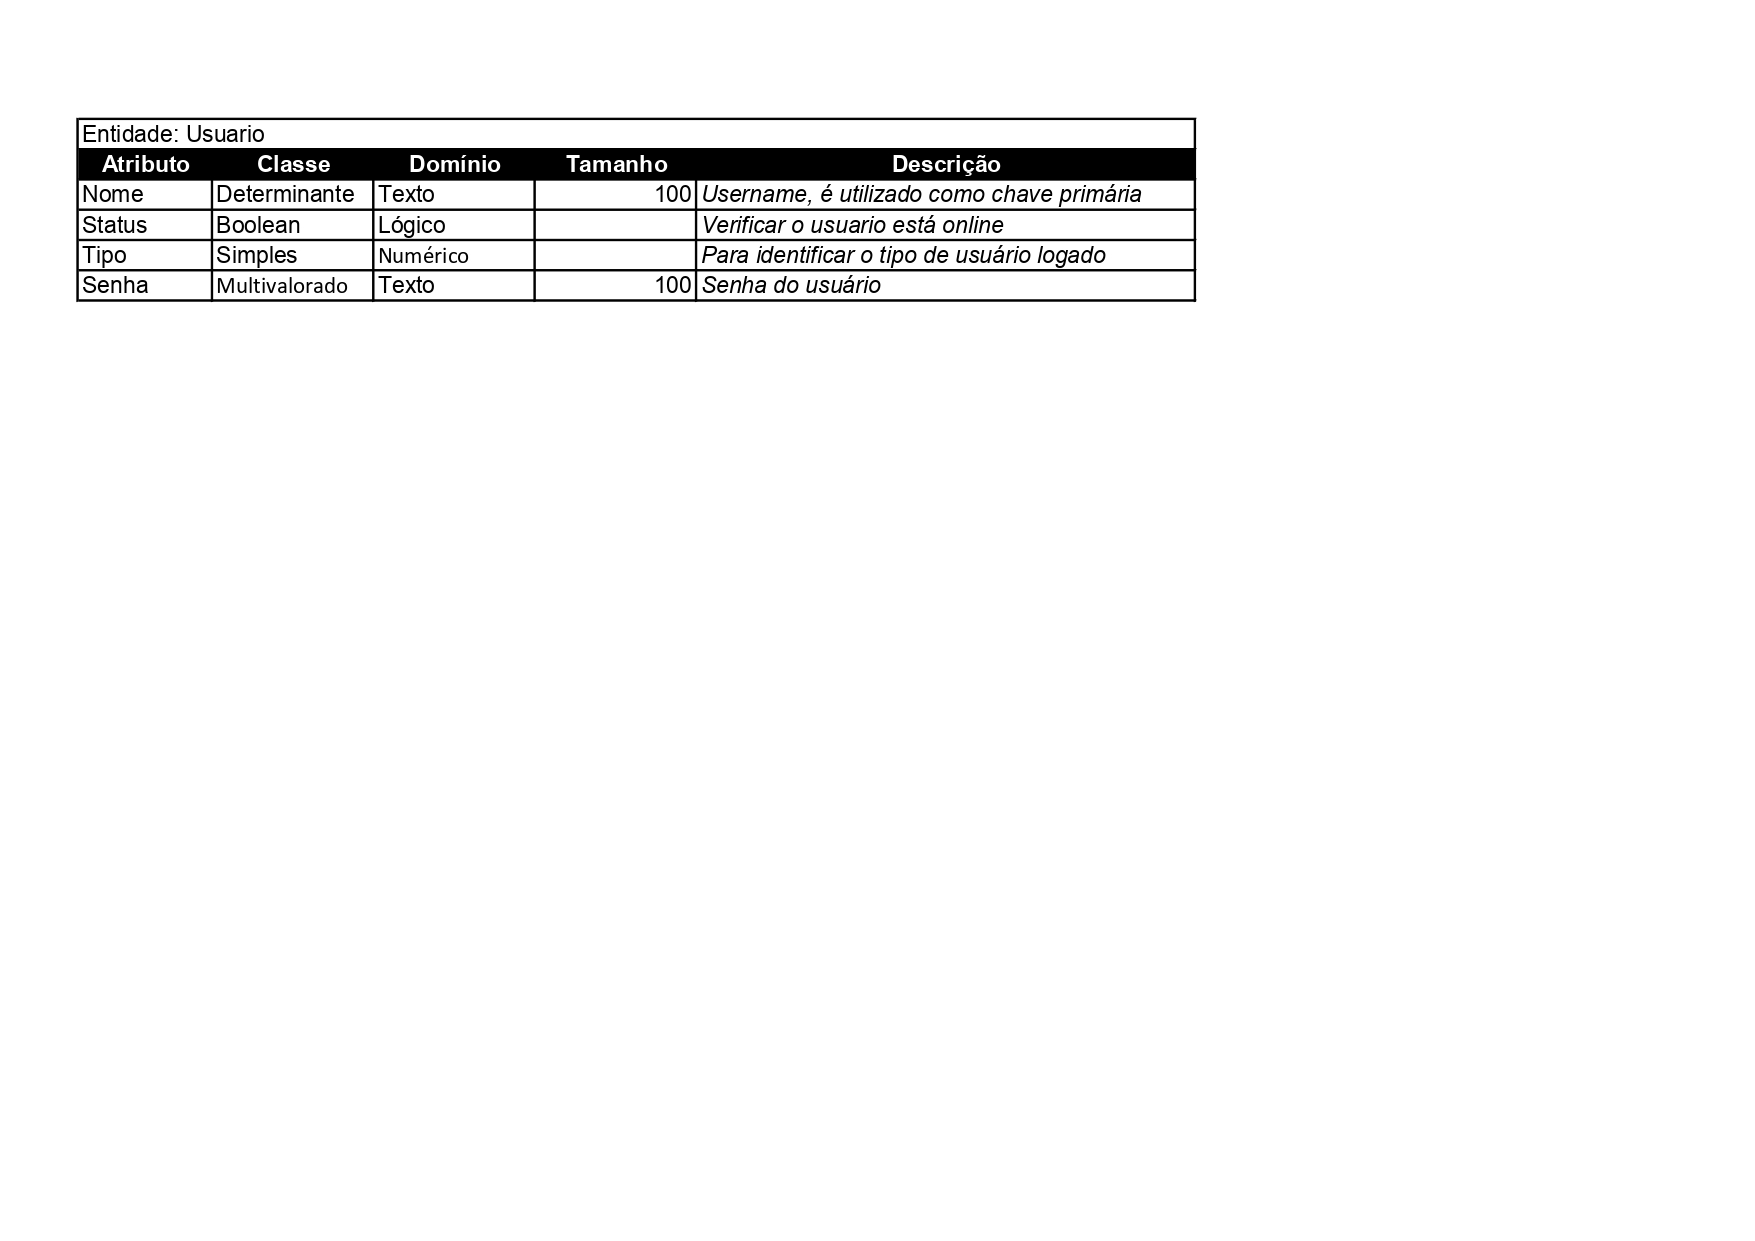 Entidade: Usuario
Atributo Classe Domínio Tamanho Descrição
Nome Determinante Texto 100 Username, é utilizado como chave primária
Status Boolean Lógico Verificar o usuario está online
Tipo Simples Numérico Para identificar o tipo de usuário logado
Senha Multivalorado Texto 100 Senha do usuário